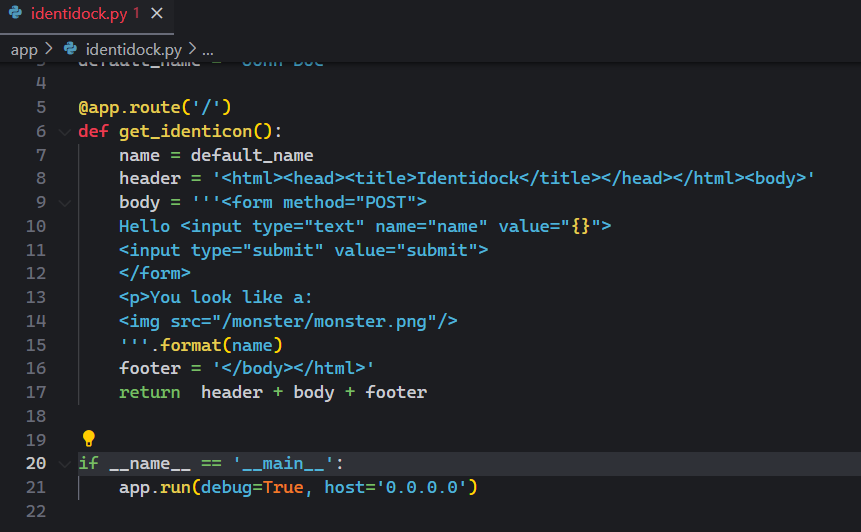 identidock.py 1 ×
app > identidock.py > ...
3 default_name = 'John Doe'
4
5 @app.route('/')
6 def get_identicon():
7     name = default_name
8     header = '<html><head><title>Identidock</title></head></html><body>'
9     body = '''<form method="POST">
10     Hello <input type="text" name="name" value="{}">
11     <input type="submit" value="submit">
12     </form>
13     <p>You look like a:
14     <img src="/monster/monster.png"/>
15     '''.format(name)
16     footer = '</body></html>'
17     return  header + body + footer
18
19
20 if __name__ == '__main__':
21     app.run(debug=True, host='0.0.0.0')
22